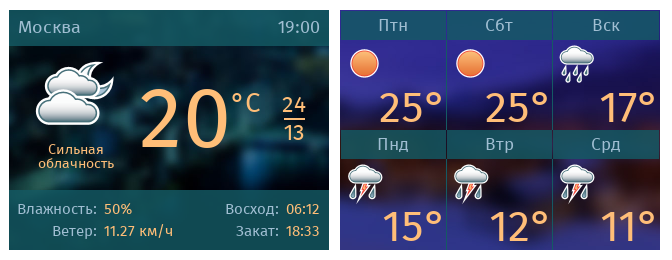 Москва 19:00
20°C
24
13
Сильная
облачность
Влажность: 50% Восход: 06:12
Ветер: 11.27 км/ч Закат: 18:33
Птн Сбт Вск
25° 25° 17°
Пнд Втр Срд
15° 12° 11°